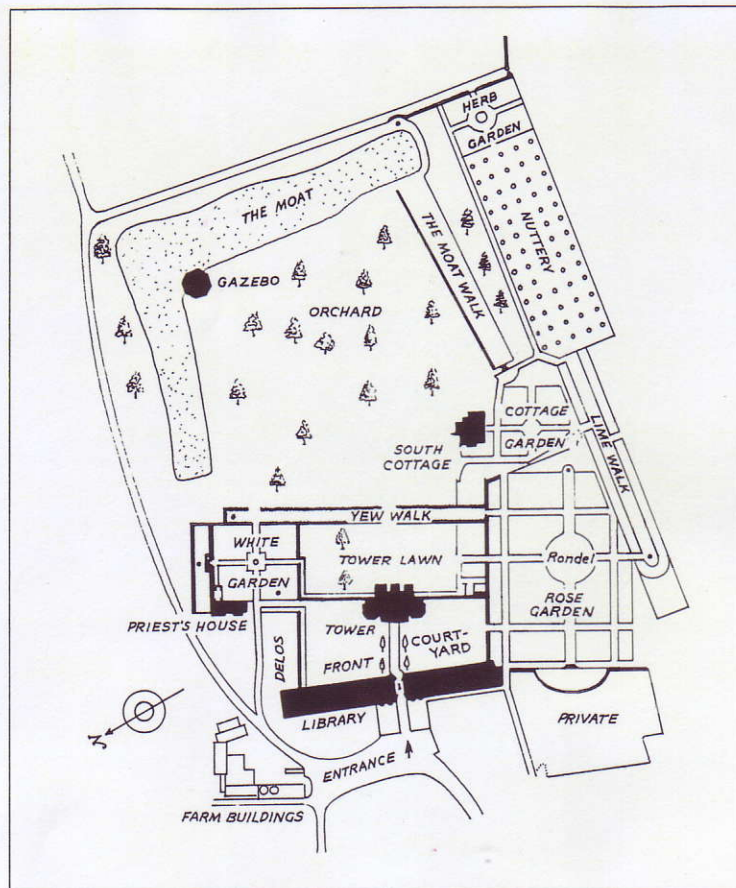 HERB
GARDEN
NUTTERY
THE MOAT
THE MOAT WALK
GAZEBO
ORCHARD
COTTAGE
GARDEN
LIME WALK
SOUTH
COTTAGE
YEW WALK
WHITE
GARDEN
TOWER LAWN
Rondel
ROSE
GARDEN
PRIEST'S HOUSE
DELOS
TOWER
COURT-
YARD
FRONT
LIBRARY
PRIVATE
N
ENTRANCE
FARM BUILDINGS